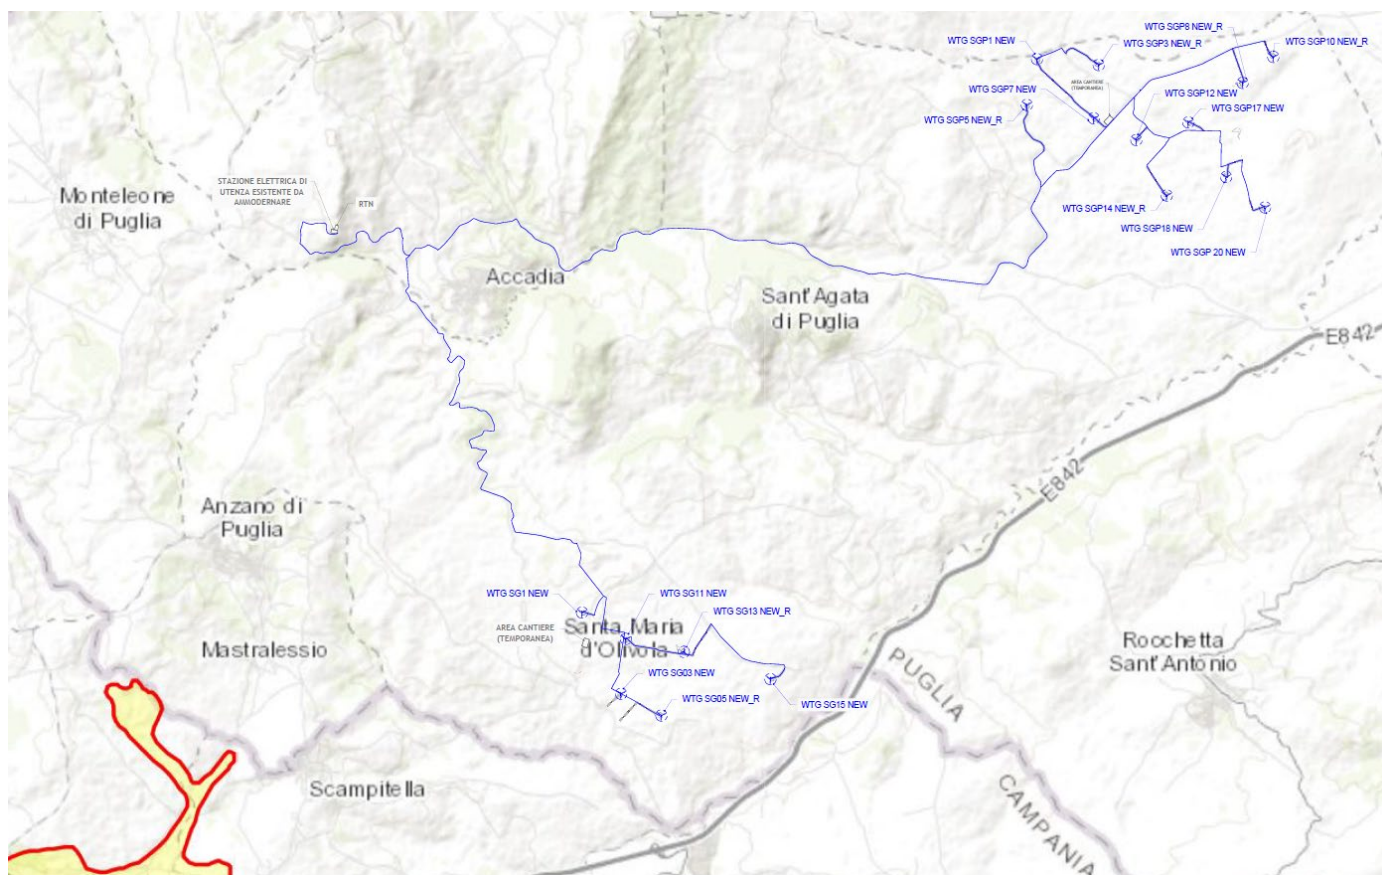 WTG SGP8 NEW_R
WTG SGP1 NEW
WTG SGP3 NEW_R
WTG SGP10 NEW_R
AREA CANTIERE
(TEMPORANEA)
WTG SGP7 NEW
WTG SGP12 NEW
WTG SGP17 NEW
WTG SGP5 NEW_R
STAZIONE ELETTRICA DI
UTENZA ESISTENTE DA
AMMODERNARE
RTN
Monteleone
di Puglia
WTG SGP14 NEW_R
WTG SGP18 NEW
WTG SGP 20 NEW
Accadia
Sant'Agata
di Puglia
E842
E842
Anzano di
Puglia
WTG SG1 NEW
WTG SG11 NEW
WTG SG13 NEW_R
AREA CANTIERE
(TEMPORANEA)
Santa Maria
d'Olivola
Mastralessio
Rocchetta
Sant'Antonio
WTG SG03 NEW
WTG SG05 NEW_R
WTG SG15 NEW
PUGLIA
CAMPANIA
Scampitella